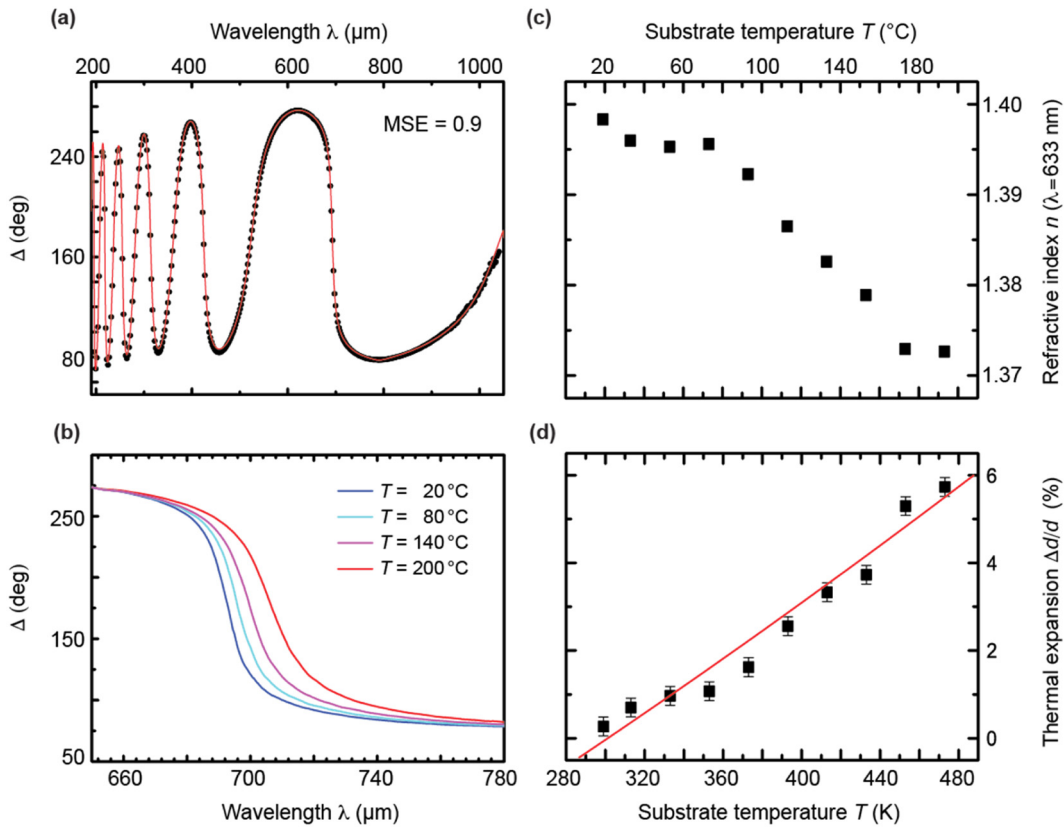 (a)
Wavelength λ (µm)
200 400 600 800 1000
MSE = 0.9
240
160
80
Δ (deg)
(c)
Substrate temperature T (°C)
20 60 100 140 180
1.40
1.39
1.38
1.37
Refractive index n (λ=633 nm)
(b)
T = 20 °C
T = 80 °C
T = 140 °C
T = 200 °C
250
150
50
Δ (deg)
660 700 740 780
Wavelength λ (µm)
(d)
6
4
2
0
Thermal expansion Δd/d (%)
280 320 360 400 440 480
Substrate temperature T (K)